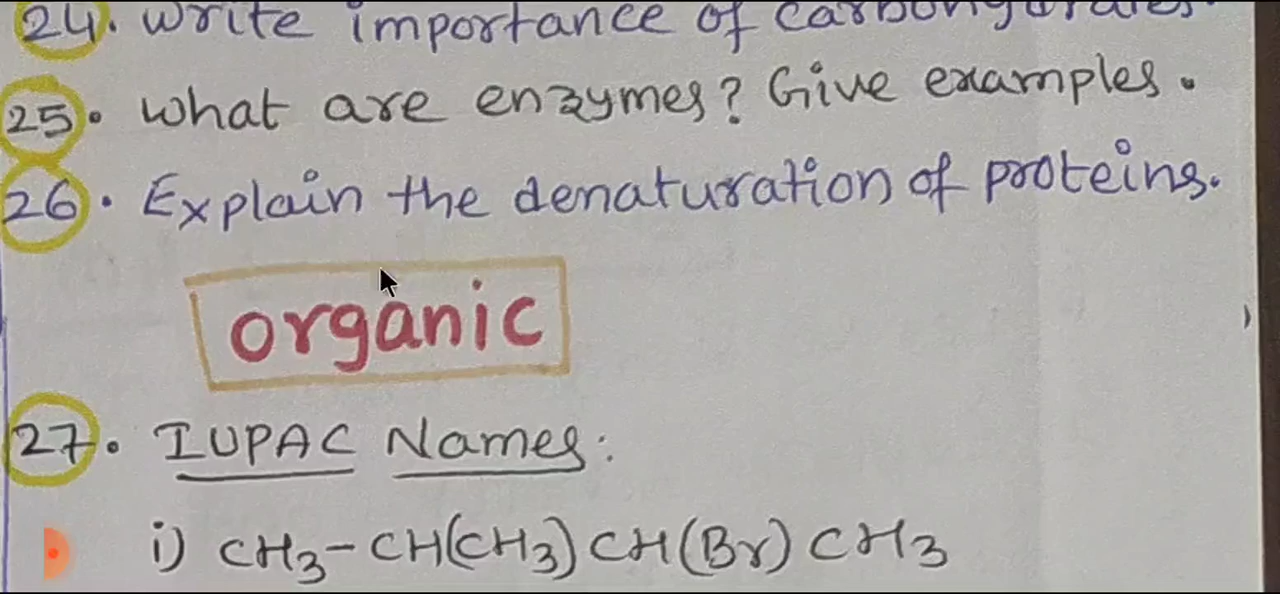 24. Write importance of carbohydrates.
25. What are enzymes? Give examples.
26. Explain the denaturation of proteins.
organic
27. IUPAC Names:
i) CH3-CH(CH3)CH(Br)CH3